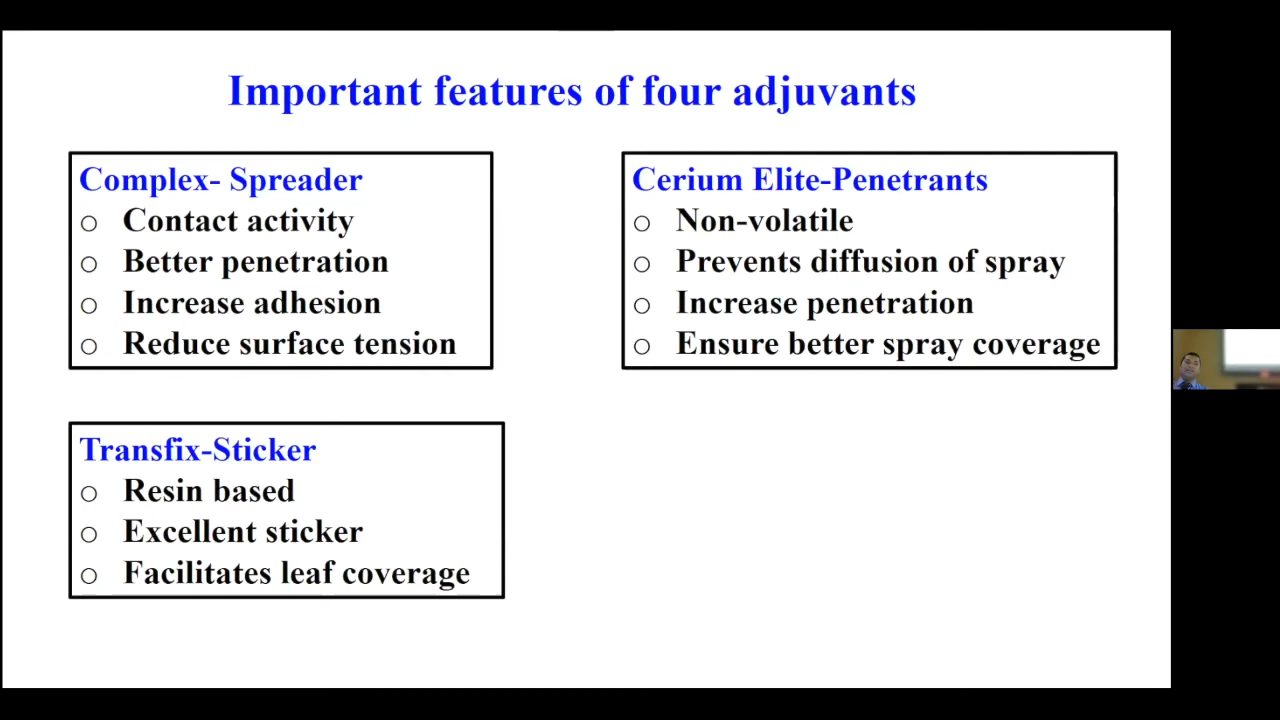 Important features of four adjuvants
Complex- Spreader
o Contact activity
o Better penetration
o Increase adhesion
o Reduce surface tension
Cerium Elite-Penetrants
o Non-volatile
o Prevents diffusion of spray
o Increase penetration
o Ensure better spray coverage
Transfix-Sticker
o Resin based
o Excellent sticker
o Facilitates leaf coverage